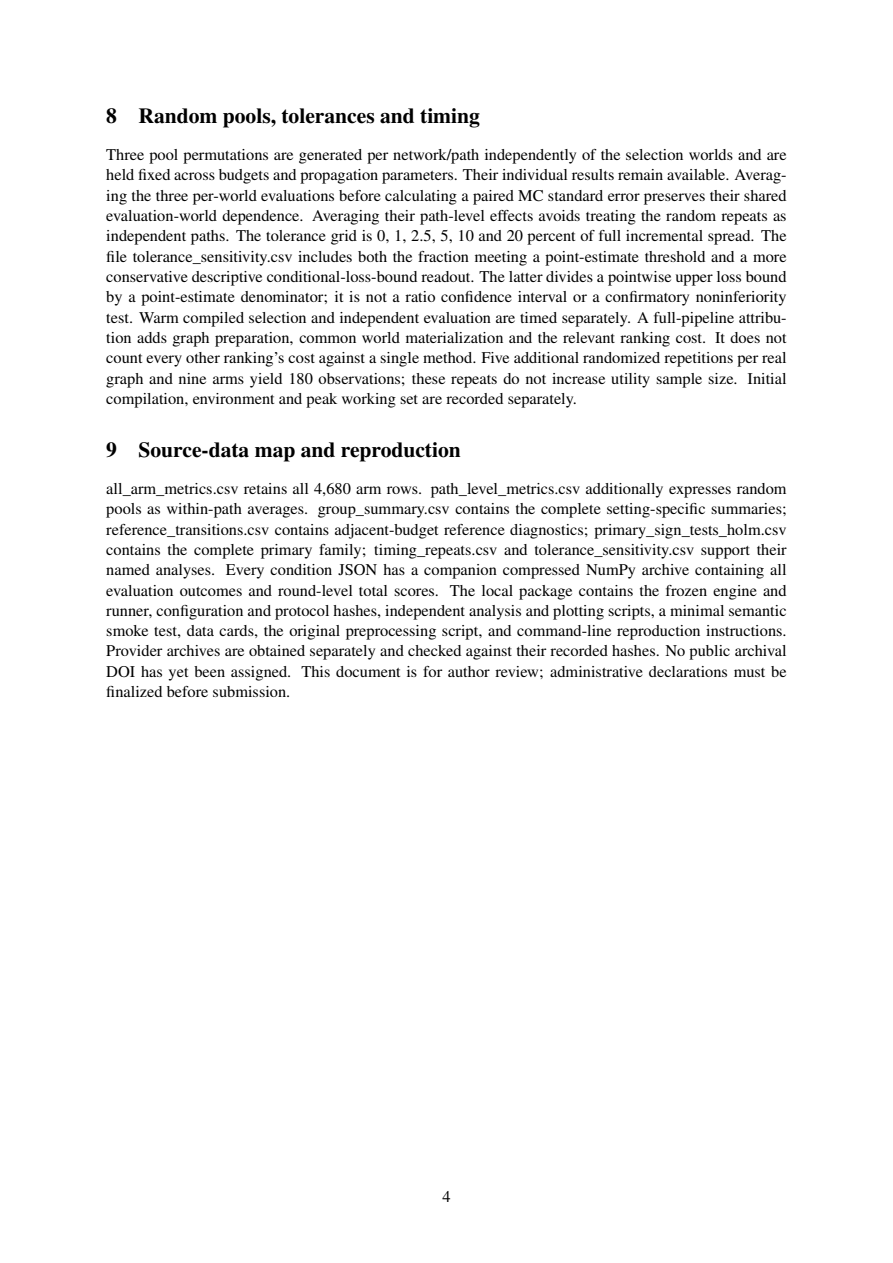 8 Random pools, tolerances and timing
Three pool permutations are generated per network/path independently of the selection worlds and are
held fixed across budgets and propagation parameters. Their individual results remain available. Averag-
ing the three per-world evaluations before calculating a paired MC standard error preserves their shared
evaluation-world dependence. Averaging their path-level effects avoids treating the random repeats as
independent paths. The tolerance grid is 0, 1, 2.5, 5, 10 and 20 percent of full incremental spread. The
file tolerance_sensitivity.csv includes both the fraction meeting a point-estimate threshold and a more
conservative descriptive conditional-loss-bound readout. The latter divides a pointwise upper loss bound
by a point-estimate denominator; it is not a ratio confidence interval or a confirmatory noninferiority
test. Warm compiled selection and independent evaluation are timed separately. A full-pipeline attribu-
tion adds graph preparation, common world materialization and the relevant ranking cost. It does not
count every other ranking's cost against a single method. Five additional randomized repetitions per real
graph and nine arms yield 180 observations; these repeats do not increase utility sample size. Initial
compilation, environment and peak working set are recorded separately.
9 Source-data map and reproduction
all_arm_metrics.csv retains all 4,680 arm rows. path_level_metrics.csv additionally expresses random
pools as within-path averages. group_summary.csv contains the complete setting-specific summaries;
reference_transitions.csv contains adjacent-budget reference diagnostics; primary_sign_tests_holm.csv
contains the complete primary family; timing_repeats.csv and tolerance_sensitivity.csv support their
named analyses. Every condition JSON has a companion compressed NumPy archive containing all
evaluation outcomes and round-level total scores. The local package contains the frozen engine and
runner, configuration and protocol hashes, independent analysis and plotting scripts, a minimal semantic
smoke test, data cards, the original preprocessing script, and command-line reproduction instructions.
Provider archives are obtained separately and checked against their recorded hashes. No public archival
DOI has yet been assigned. This document is for author review; administrative declarations must be
finalized before submission.
4